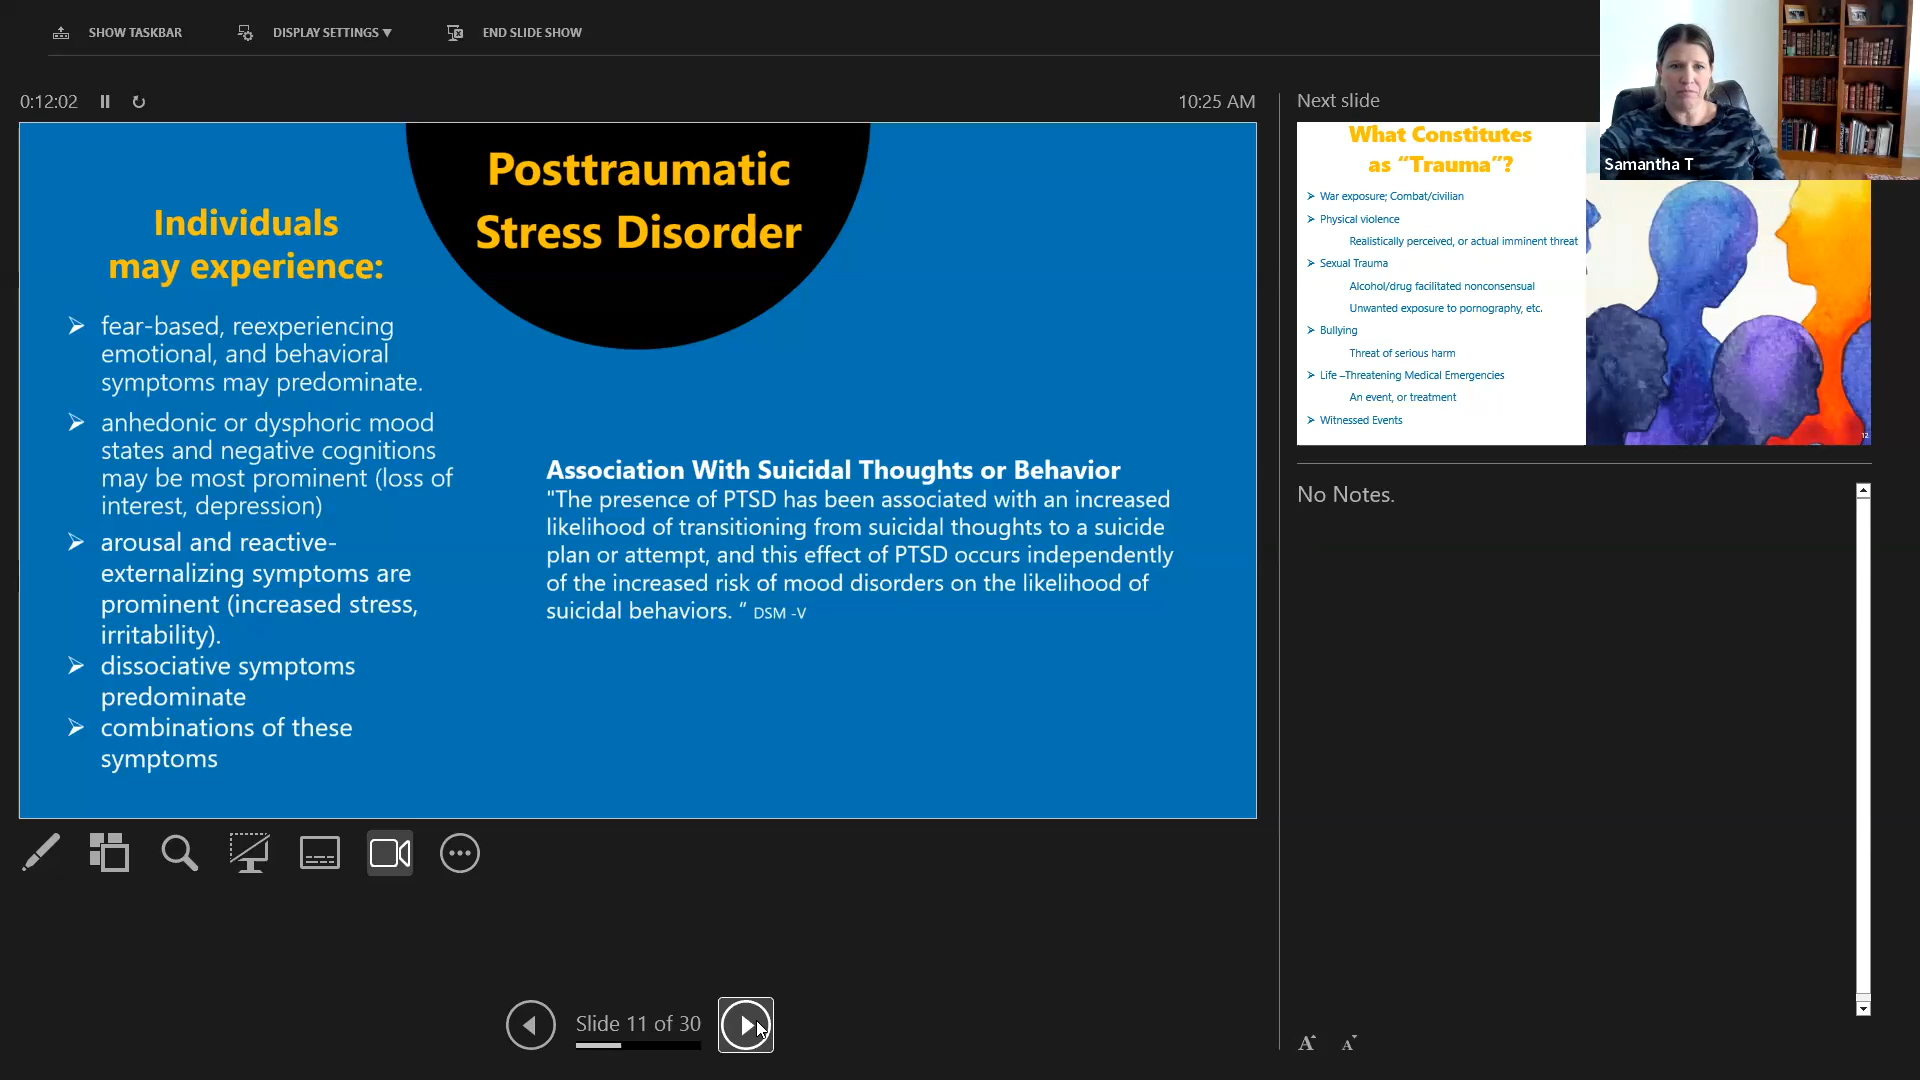 SHOW TASKBAR
DISPLAY SETTINGS ▼
END SLIDE SHOW
0:12:02
10:25 AM
Posttraumatic
Stress Disorder
Individuals
may experience:
➢ fear-based, reexperiencing
emotional, and behavioral
symptoms may predominate.
➢ anhedonic or dysphoric mood
states and negative cognitions
may be most prominent (loss of
interest, depression)
➢ arousal and reactive-
externalizing symptoms are
prominent (increased stress,
irritability).
➢ dissociative symptoms
predominate
➢ combinations of these
symptoms
Association With Suicidal Thoughts or Behavior
"The presence of PTSD has been associated with an increased
likelihood of transitioning from suicidal thoughts to a suicide
plan or attempt, and this effect of PTSD occurs independently
of the increased risk of mood disorders on the likelihood of
suicidal behaviors. “ DSM -V
Slide 11 of 30
Next slide
What Constitutes
as “Trauma”?
➢ War exposure; Combat/civilian
➢ Physical violence
Realistically perceived, or actual imminent threat
➢ Sexual Trauma
Alcohol/drug facilitated nonconsensual
Unwanted exposure to pornography, etc.
➢ Bullying
Threat of serious harm
➢ Life –Threatening Medical Emergencies
An event, or treatment
➢ Witnessed Events
12
Samantha T
No Notes.
A A